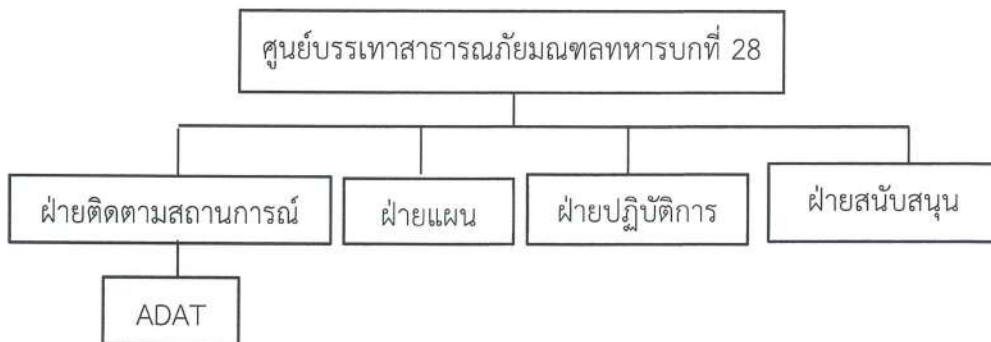 ศูนย์บรรเทาสาธารณภัยมณฑลทหารบกที่ 28
ฝ่ายติดตามสถานการณ์
ฝ่ายแผน
ฝ่ายปฏิบัติการ
ฝ่ายสนับสนุน
ADAT